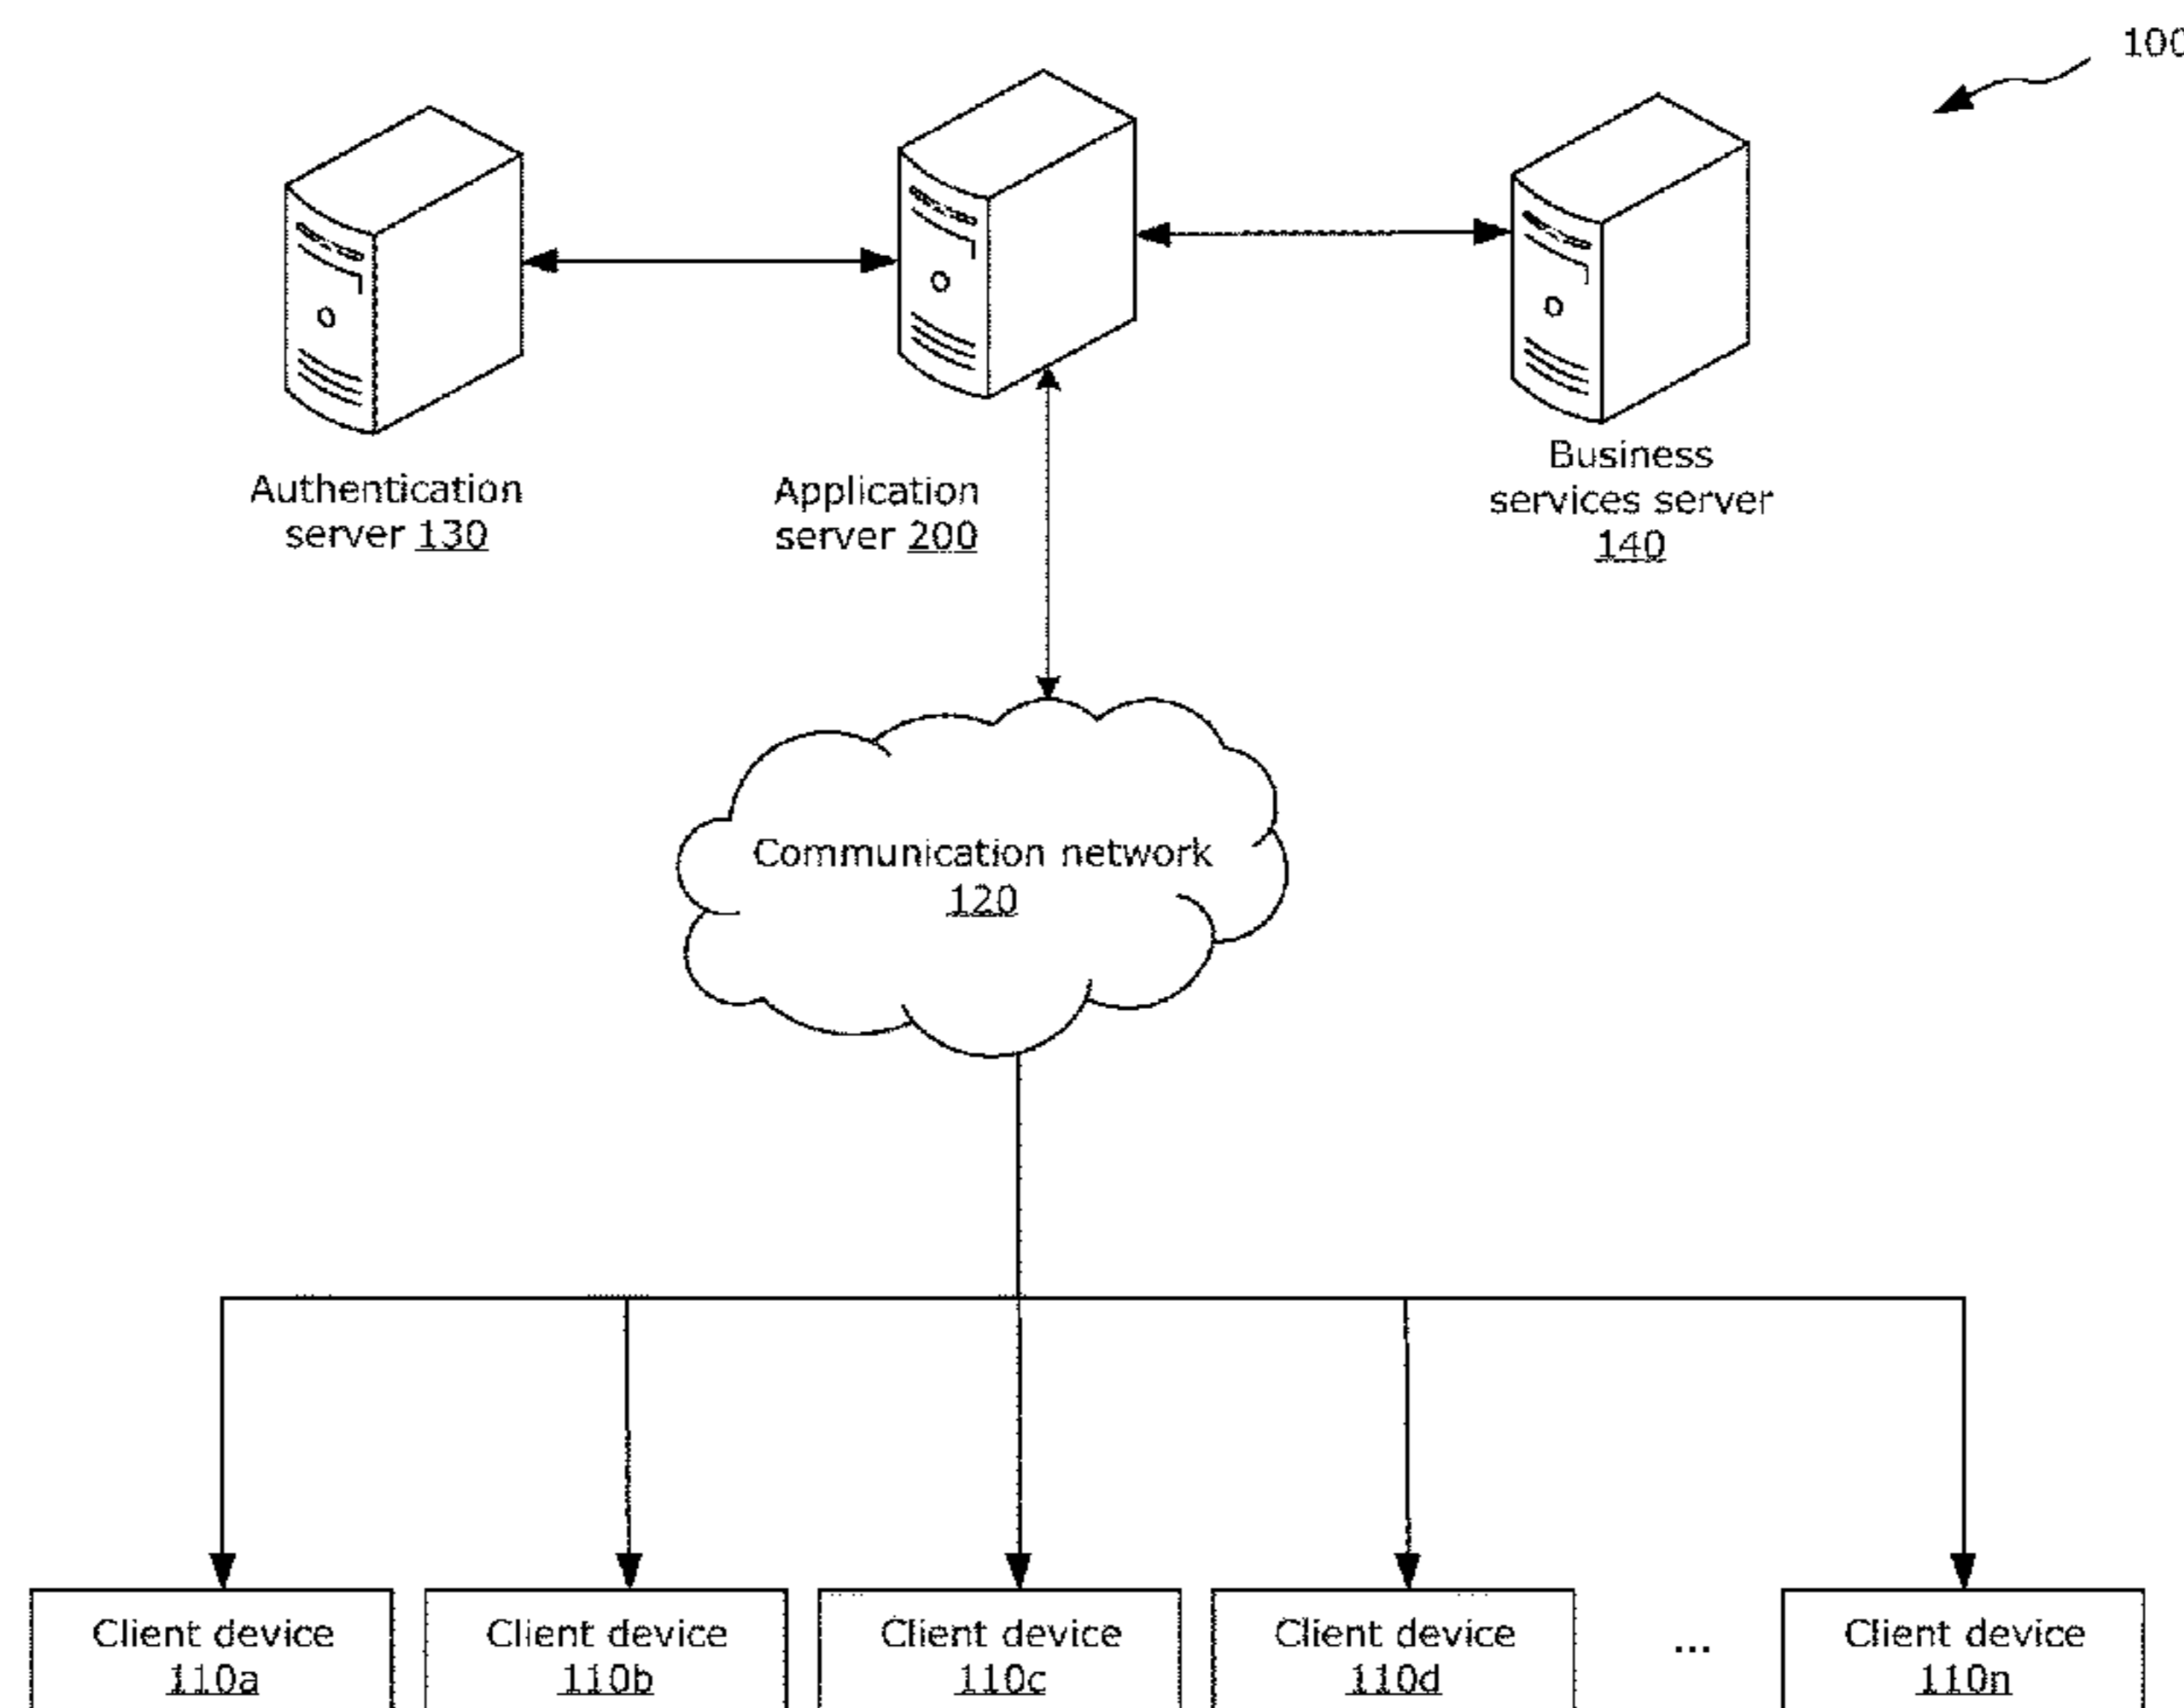 100
Authentication
server 130
Application
server 200
Business
services server
140
Communication network
120
Client device
110a
Client device
110b
Client device
110c
Client device
110d
...
Client device
110n